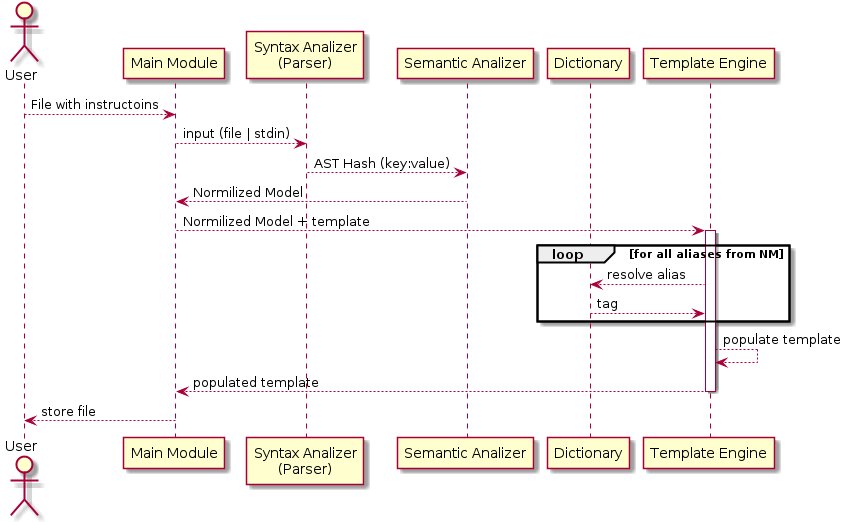 User
Main Module
Syntax Analizer
(Parser)
Semantic Analizer
Dictionary
Template Engine
File with instructoins
input (file | stdin)
AST Hash (key:value)
Normilized Model
Normilized Model + template
loop
[for all aliases from NM]
resolve alias
tag
populate template
populated template
store file
User
Main Module
Syntax Analizer
(Parser)
Semantic Analizer
Dictionary
Template Engine